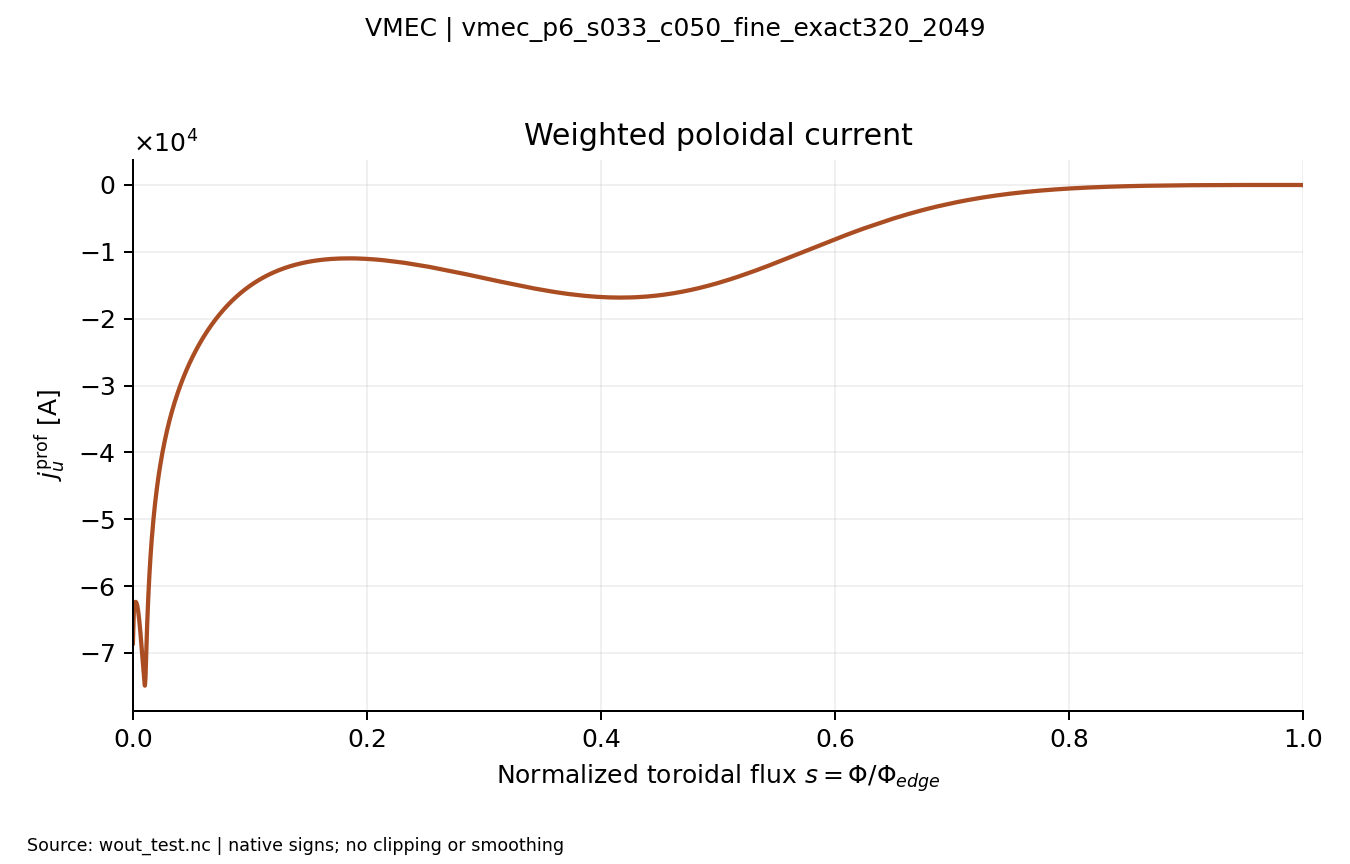 VMEC | vmec_p6_s033_c050_fine_exact320_2049
Weighted poloidal current
×10⁴
0
−1
−2
−3
−4
−5
−6
−7
j_u^prof [A]
0.0 0.2 0.4 0.6 0.8 1.0
Normalized toroidal flux s = Φ/Φ_edge
Source: wout_test.nc | native signs; no clipping or smoothing